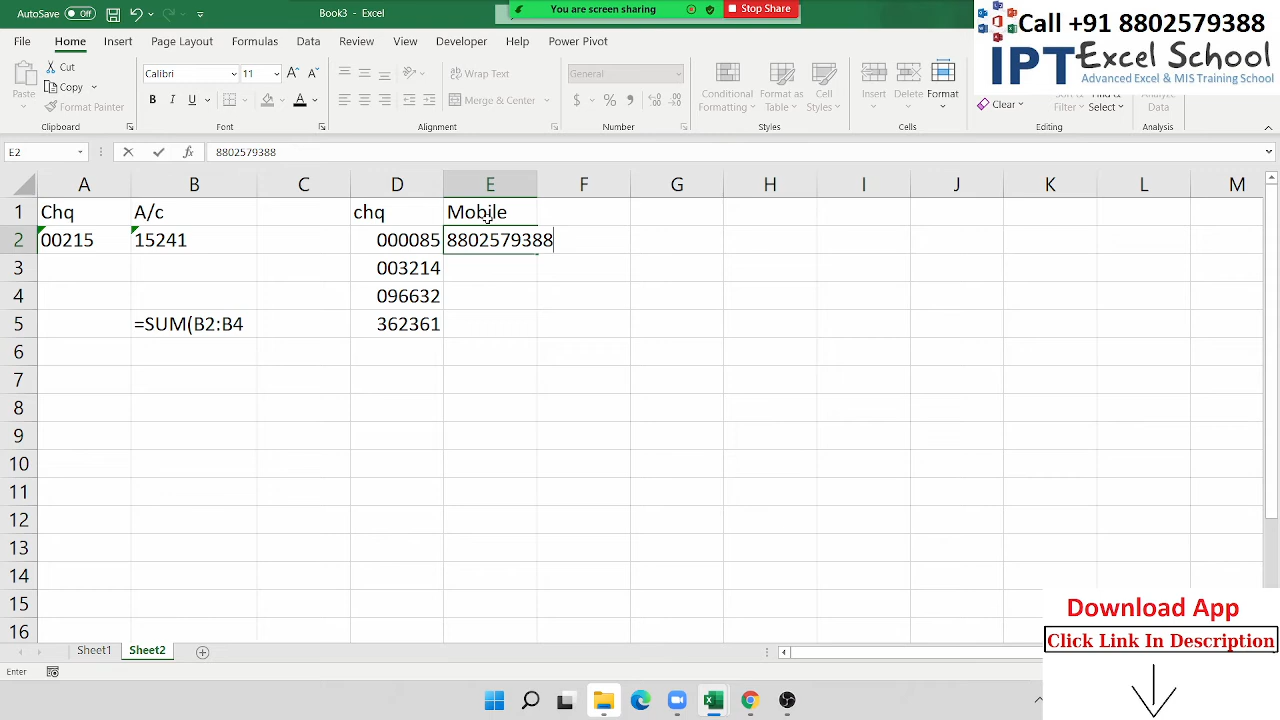 AutoSave Off Book3 - Excel You are screen sharing Stop Share
Call +91 8802579388
IPT Excel School
Advanced Excel & MIS Training School
File Home Insert Page Layout Formulas Data Review View Developer Help Power Pivot
Paste Cut Copy Format Painter
Calibri 11
Wrap Text
Merge & Center
General
Conditional Formatting Format as Table Cell Styles
Insert Delete Format
Clear Filter Select
Analyze Data
Clipboard Font Alignment Number Styles Cells Editing Analysis
E2 fx 8802579388
A B C D E F G H I J K L M
1 Chq A/c chq Mobile
2 00215 15241 000085 8802579388
3 003214
4 096632
5 =SUM(B2:B4 362361
6
7
8
9
10
11
12
13
14
15
16
Download App
Click Link In Description
Sheet1 Sheet2
Enter